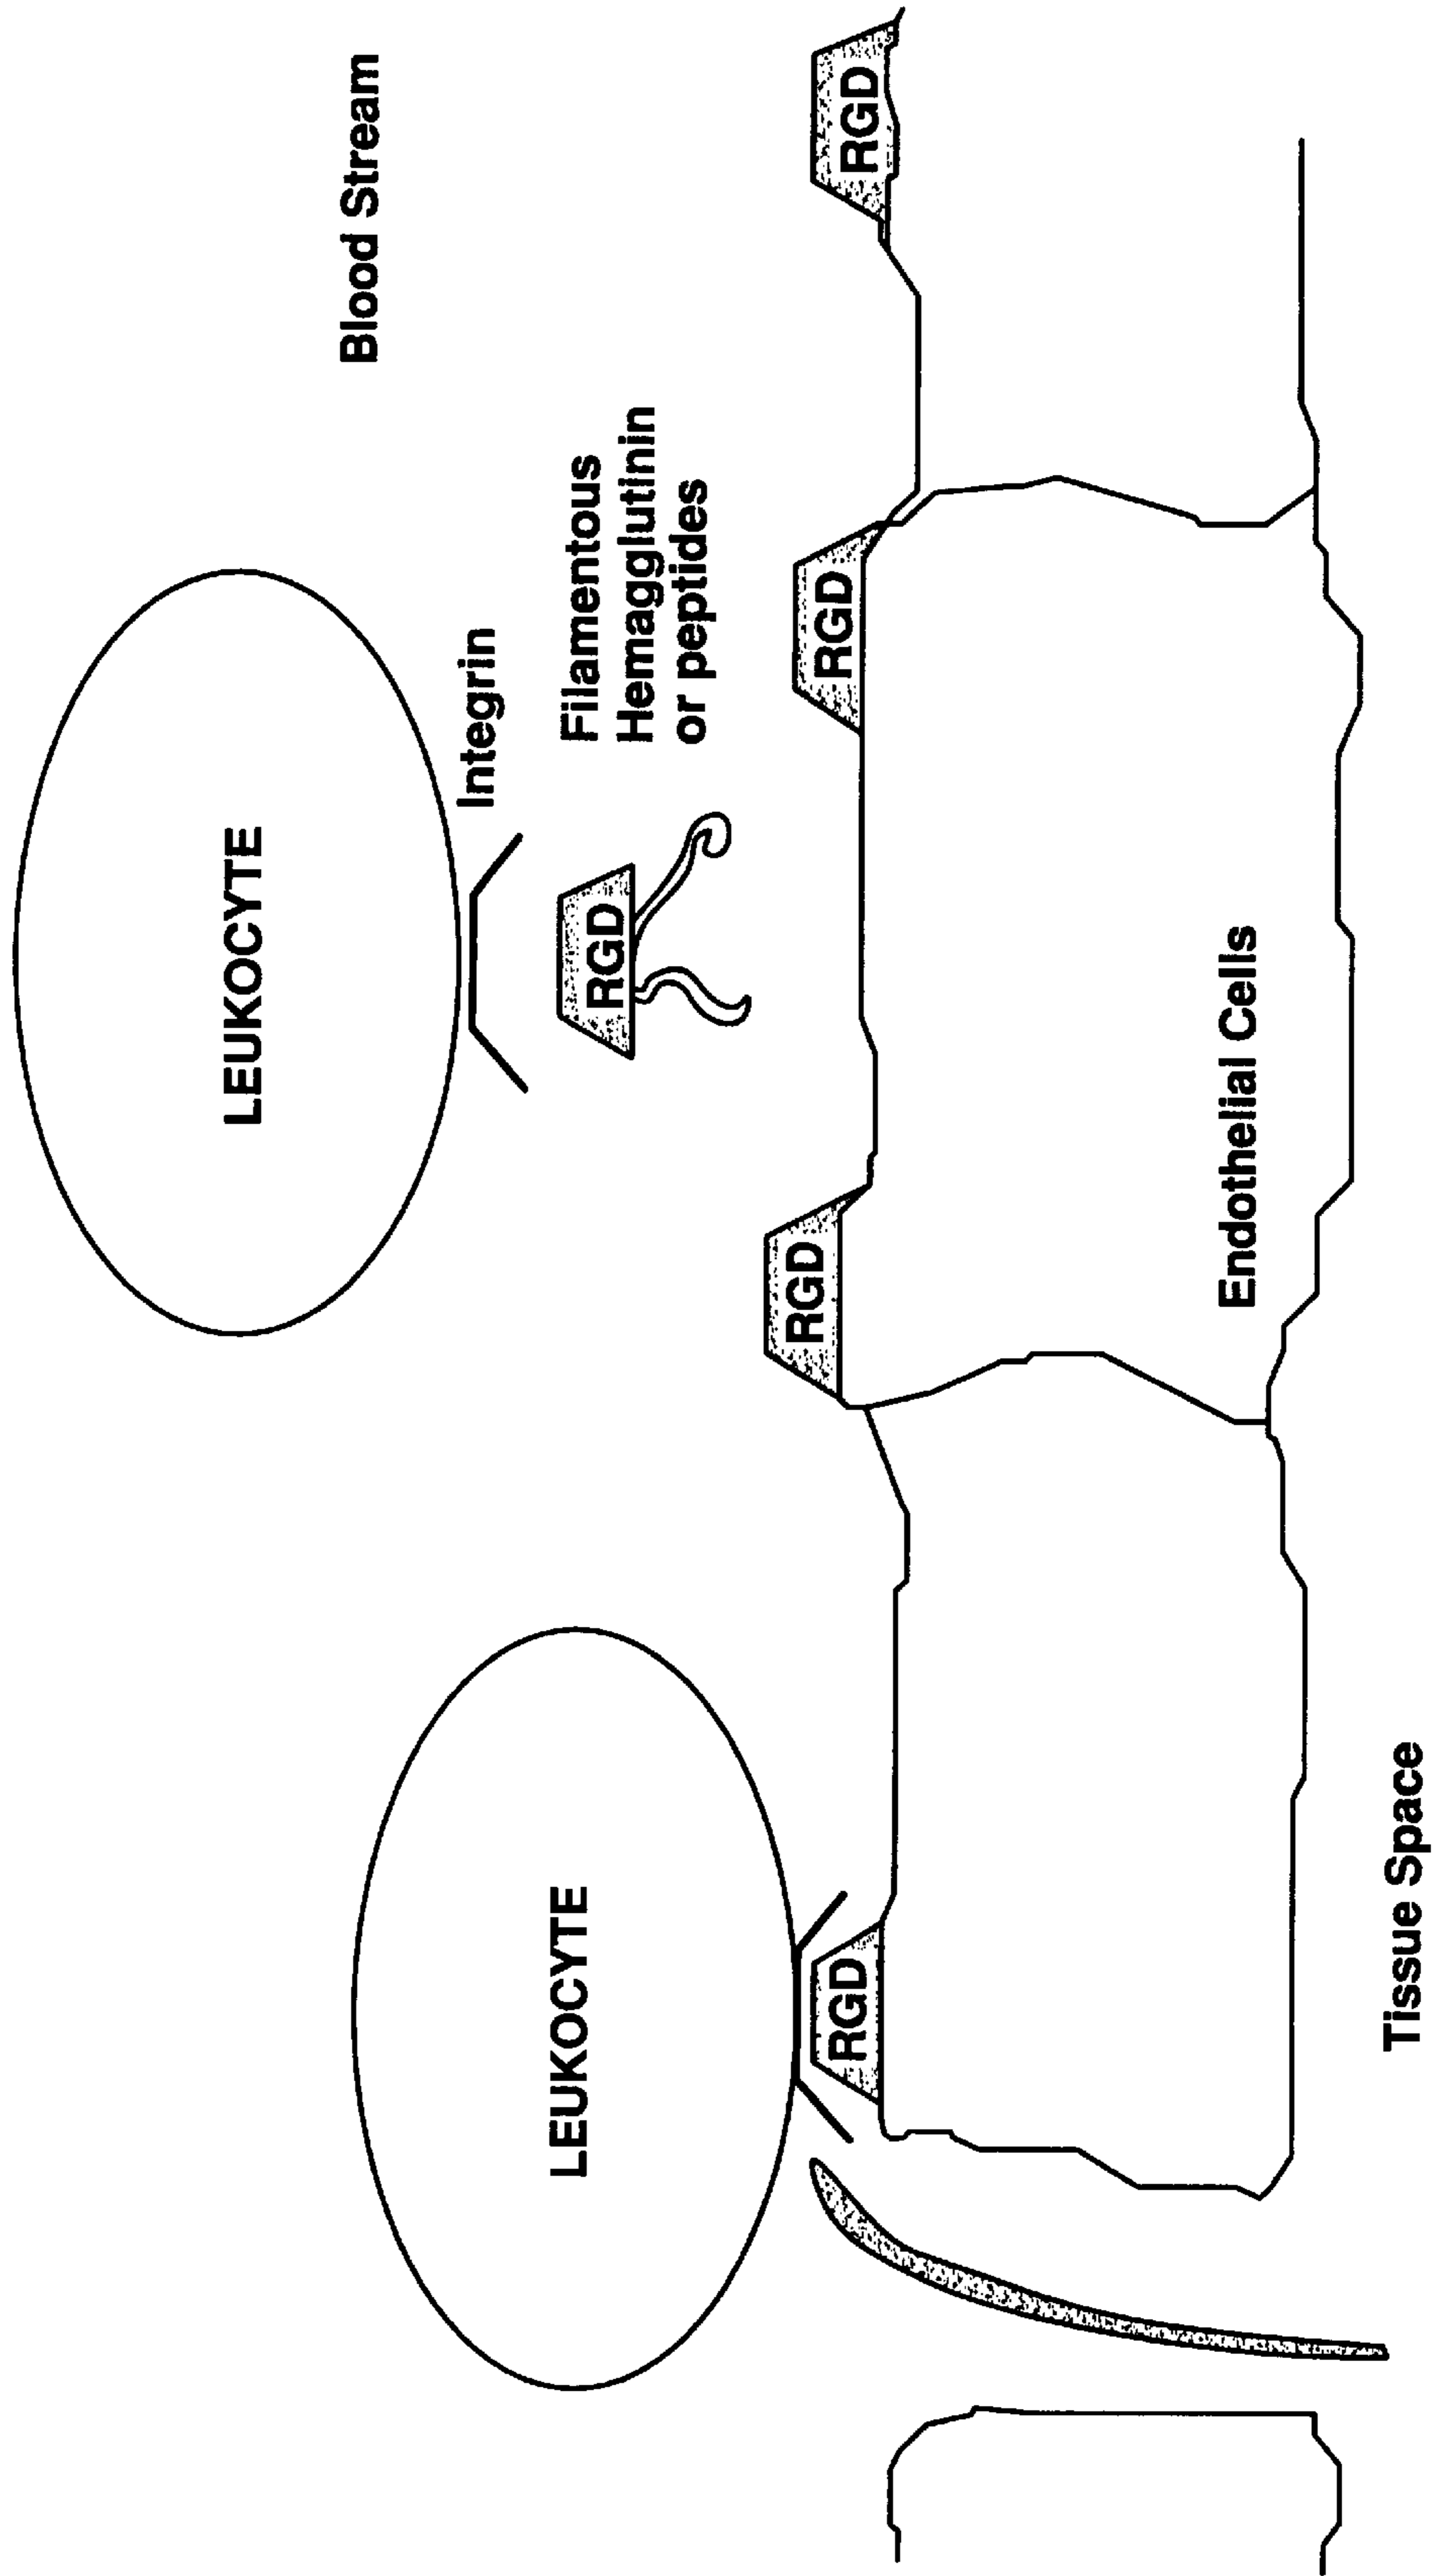 LEUKOCYTE
Blood Stream
Integrin
LEUKOCYTE
Filamentous
Hemagglutinin
or peptides
RGD
RGD
RGD
RGD
RGD
Endothelial Cells
Tissue Space